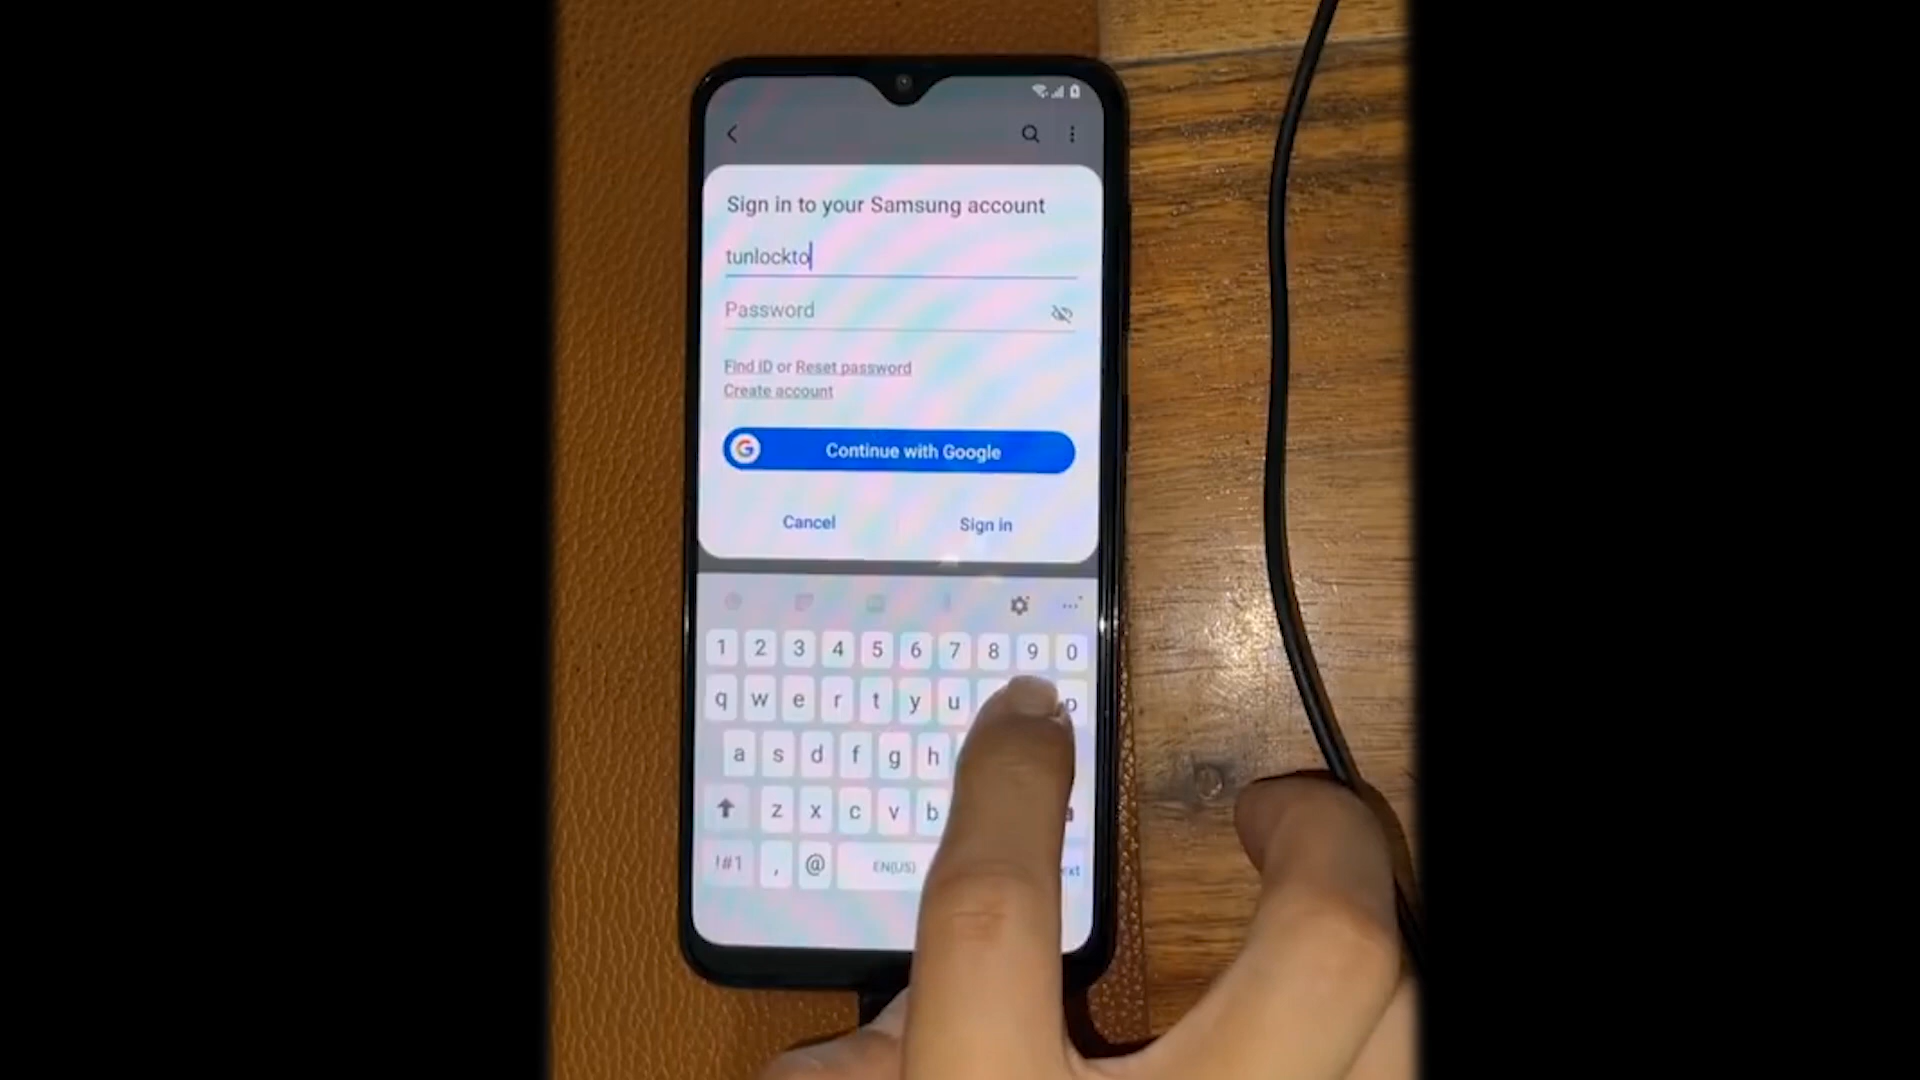 Sign in to your Samsung account
tunlockto
Password
Find ID or Reset password
Create account
G Continue with Google
Cancel Sign in
1 2 3 4 5 6 7 8 9 0
q w e r t y u p
a s d f g h
z x c v b
!#1 , @ EN(US)